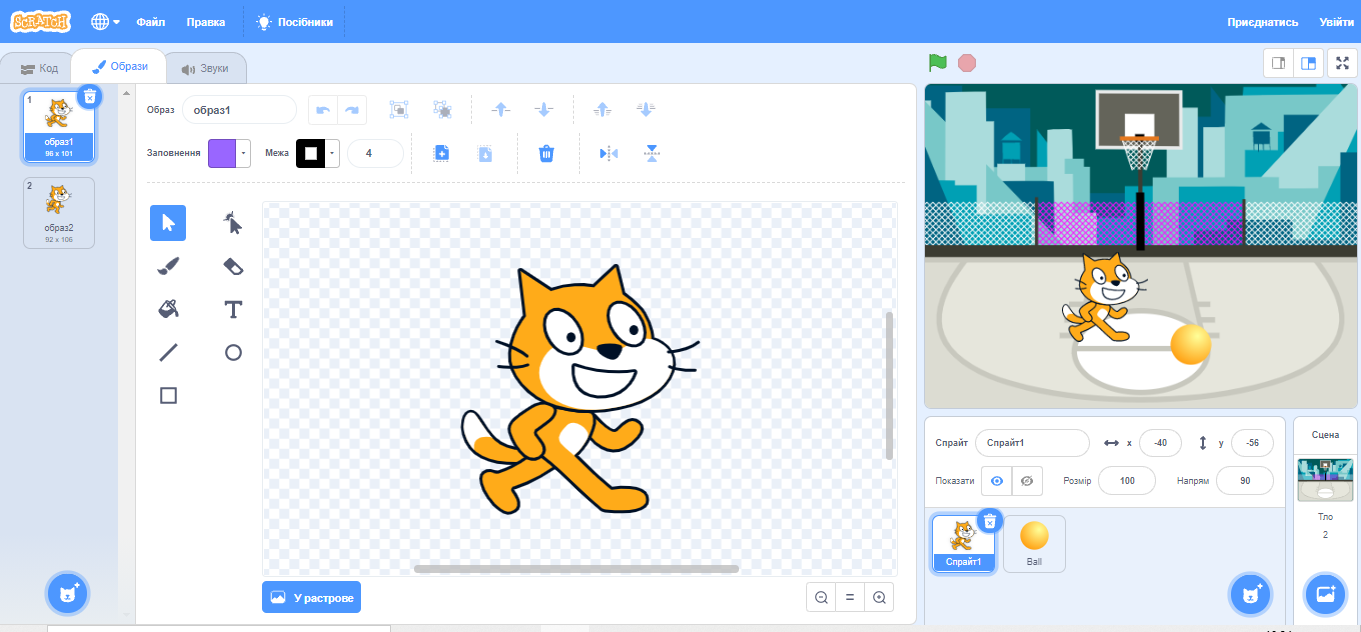 SCRATCH
Файл Правка Посібники Приєднатись Увійти
Код Образи Звуки
1
образ1
96 x 101
2
образ2
92 x 106
Образ образ1
Заповнення Межа 4
T
У растрове
Спрайт Спрайт1 x -40 y -56
Показати Розмір 100 Напрям 90
Спрайт1
Ball
Сцена
Тло
2